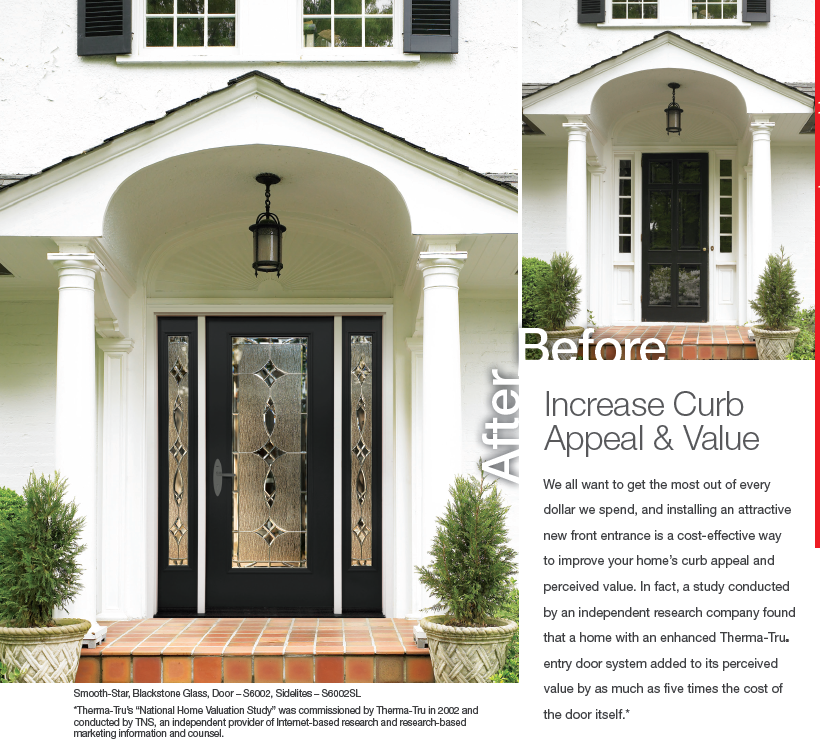 Before
After
Increase Curb
Appeal & Value
We all want to get the most out of every
dollar we spend, and installing an attractive
new front entrance is a cost-effective way
to improve your home's curb appeal and
perceived value. In fact, a study conducted
by an independent research company found
that a home with an enhanced Therma-Tru.
entry door system added to its perceived
value by as much as five times the cost of
the door itself.*
Smooth-Star, Blackstone Glass, Door – S6002, Sidelites – S6002SL
*Therma-Tru's "National Home Valuation Study" was commissioned by Therma-Tru in 2002 and
conducted by TNS, an independent provider of Internet-based research and research-based
marketing information and counsel.